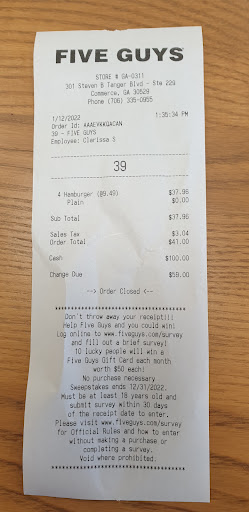 FIVE GUYS
STORE # GA-0311
301 Steven B Tanger Blvd - Ste 229
Commerce, GA 30529
Phone (706) 335-0955
1/12/2022 1:35:34 PM
Order Id: AAAEVKWQACAN
39 - FIVE GUYS
Employee: Clarissa S
39
4 Hamburger (@9.49) $37.96
Plain $0.00
Sub Total $37.96
Sales Tax $3.04
Order Total $41.00
Cash $100.00
Change Due $59.00
--> Order Closed <--
Don't throw away your receipt!!!
Help Five Guys and you could win!
Log online to www.fiveguys.com/survey
and fill out a brief survey!
10 lucky people will win a
Five Guys Gift Card each month
worth $50 each!
No purchase necessary
Sweepstakes ends 12/31/2022.
Must be at least 18 years old and
submit survey within 30 days
of the receipt date to enter.
Please visit www.fiveguys.com/survey
for Official Rules and how to enter
without making a purchase or
completing a survey.
Void where prohibited.